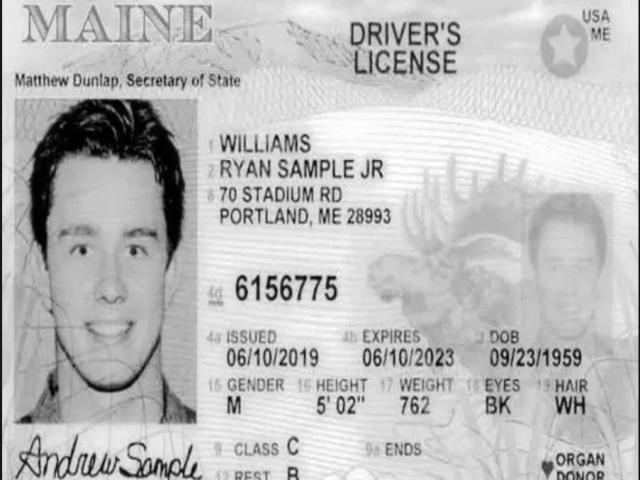 MAINE
DRIVER'S
LICENSE
USA
ME
Matthew Dunlap, Secretary of State
1 WILLIAMS
2 RYAN SAMPLE JR
8 70 STADIUM RD
PORTLAND, ME 28993
4d 6156775
4a ISSUED 4b EXPIRES 3 DOB
06/10/2019 06/10/2023 09/23/1959
15 GENDER 16 HEIGHT 17 WEIGHT 18 EYES 19 HAIR
M 5' 02" 762 BK WH
Andrew Sample
9 CLASS C 9a ENDS
12 REST B
ORGAN
DONOR